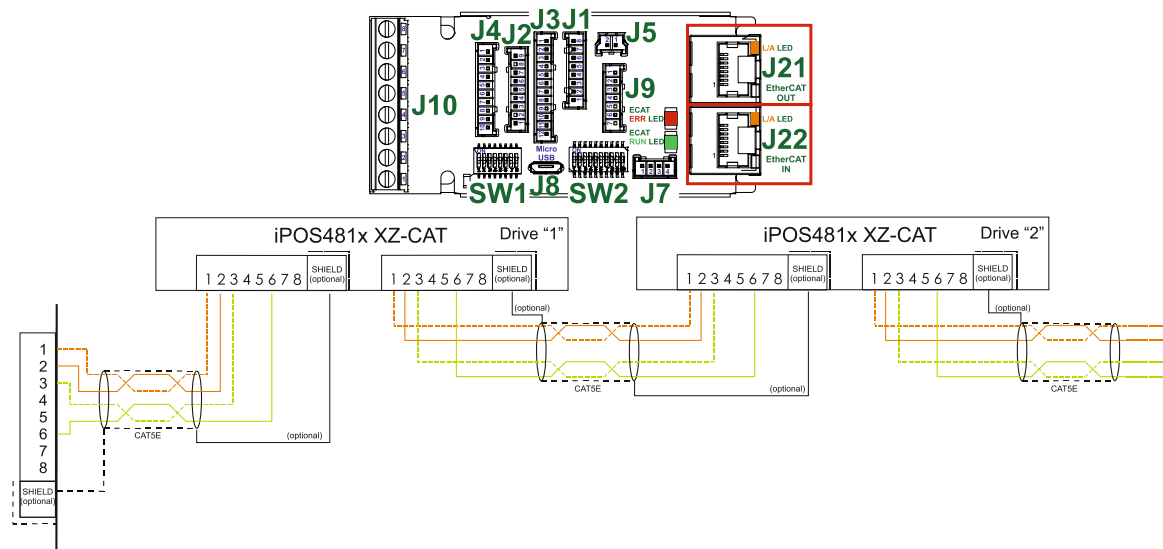 J3 J1
J4 J2 J5
L/A LED
J21
EtherCAT
OUT
J10
J9
ECAT
ERR LED
ECAT
RUN LED
L/A LED
J22
EtherCAT
IN
Micro
USB
ON
ON
SW1 J8 SW2 J7
iPOS481x XZ-CAT Drive “1”
1 2 3 4 5 6 7 8 SHIELD
(optional)
1 2 3 4 5 6 7 8 SHIELD
(optional)
iPOS481x XZ-CAT Drive “2”
1 2 3 4 5 6 7 8 SHIELD
(optional)
1 2 3 4 5 6 7 8 SHIELD
(optional)
(optional)
(optional)
CAT5E
(optional)
CAT5E
1
2
3
4
5
6
7
8
SHIELD
(optional)
CAT5E
(optional)